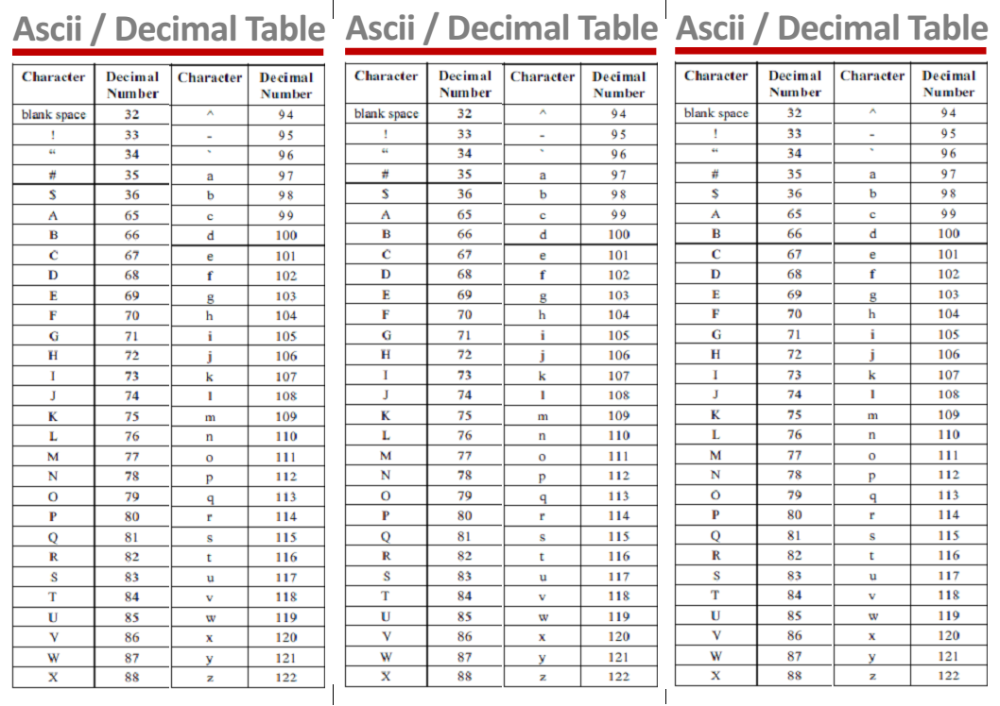 Ascii / Decimal Table
Character Decimal Character Decimal
Number Number
blank space 32 ^ 94
! 33 - 95
“ 34 ` 96
# 35 a 97
$ 36 b 98
A 65 c 99
B 66 d 100
C 67 e 101
D 68 f 102
E 69 g 103
F 70 h 104
G 71 i 105
H 72 j 106
I 73 k 107
J 74 l 108
K 75 m 109
L 76 n 110
M 77 o 111
N 78 p 112
O 79 q 113
P 80 r 114
Q 81 s 115
R 82 t 116
S 83 u 117
T 84 v 118
U 85 w 119
V 86 x 120
W 87 y 121
X 88 z 122
Ascii / Decimal Table
Character Decimal Character Decimal
Number Number
blank space 32 ^ 94
! 33 - 95
“ 34 ` 96
# 35 a 97
$ 36 b 98
A 65 c 99
B 66 d 100
C 67 e 101
D 68 f 102
E 69 g 103
F 70 h 104
G 71 i 105
H 72 j 106
I 73 k 107
J 74 l 108
K 75 m 109
L 76 n 110
M 77 o 111
N 78 p 112
O 79 q 113
P 80 r 114
Q 81 s 115
R 82 t 116
S 83 u 117
T 84 v 118
U 85 w 119
V 86 x 120
W 87 y 121
X 88 z 122
Ascii / Decimal Table
Character Decimal Character Decimal
Number Number
blank space 32 ^ 94
! 33 - 95
“ 34 ` 96
# 35 a 97
$ 36 b 98
A 65 c 99
B 66 d 100
C 67 e 101
D 68 f 102
E 69 g 103
F 70 h 104
G 71 i 105
H 72 j 106
I 73 k 107
J 74 l 108
K 75 m 109
L 76 n 110
M 77 o 111
N 78 p 112
O 79 q 113
P 80 r 114
Q 81 s 115
R 82 t 116
S 83 u 117
T 84 v 118
U 85 w 119
V 86 x 120
W 87 y 121
X 88 z 122